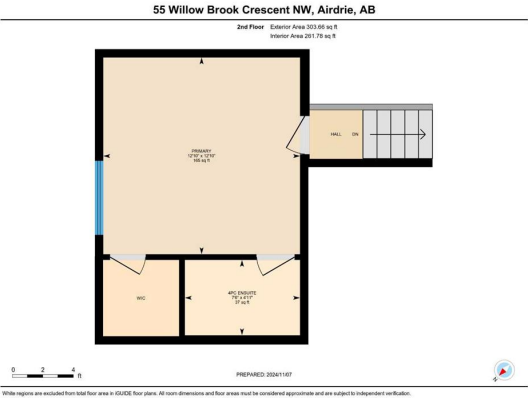 55 Willow Brook Crescent NW, Airdrie, AB
2nd Floor Exterior Area 303.66 sq ft
Interior Area 261.78 sq ft
PRIMARY
12'10" x 12'10"
165 sq ft
HALL DN
WIC
4PC ENSUITE
7'6" x 4'11"
37 sq ft
0 2 4 ft
PREPARED: 2024/11/07
White regions are excluded from total floor area in iGUIDE floor plans. All room dimensions and floor areas must be considered approximate and are subject to independent verification.